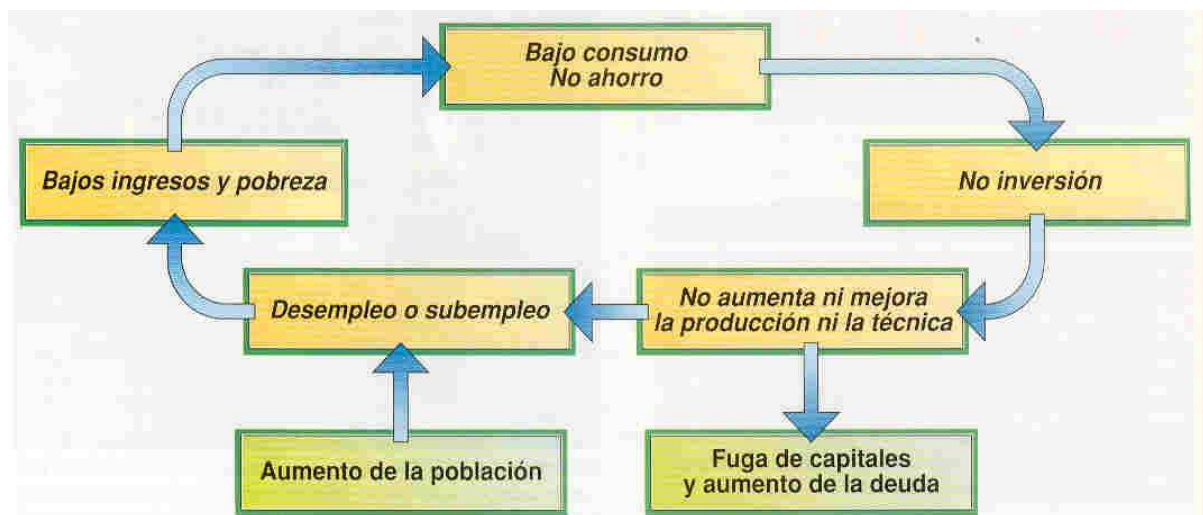 Bajo consumo
No ahorro
Bajos ingresos y pobreza
No inversión
Desempleo o subempleo
No aumenta ni mejora
la producción ni la técnica
Aumento de la población
Fuga de capitales
y aumento de la deuda